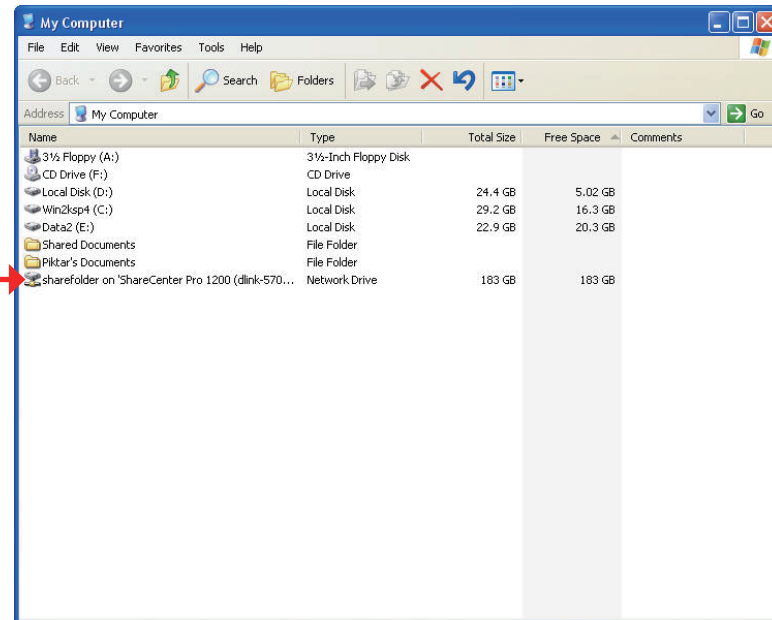 My Computer
File Edit View Favorites Tools Help
Back Search Folders
Address My Computer Go
Name Type Total Size Free Space Comments
3½ Floppy (A:) 3½-Inch Floppy Disk
CD Drive (F:) CD Drive
Local Disk (D:) Local Disk 24.4 GB 5.02 GB
Win2ksp4 (C:) Local Disk 29.2 GB 16.3 GB
Data2 (E:) Local Disk 22.9 GB 20.3 GB
Shared Documents File Folder
Piktar's Documents File Folder
sharefolder on 'ShareCenter Pro 1200 (dlink-570... Network Drive 183 GB 183 GB